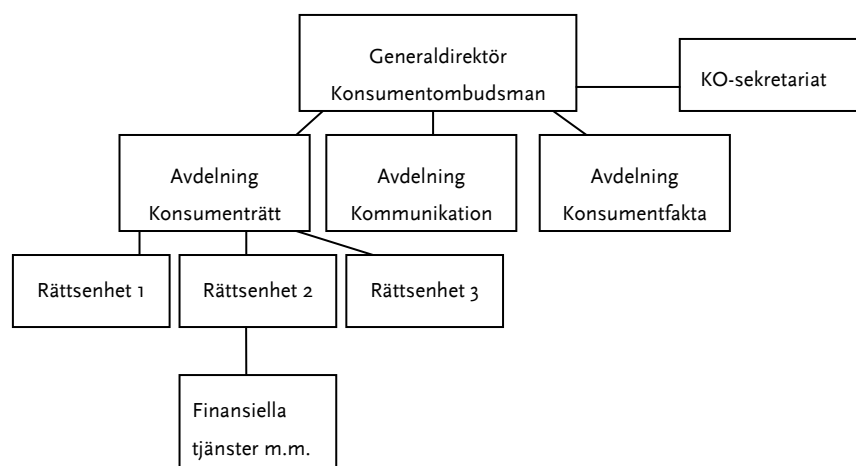 Generaldirektör
Konsumentombudsman
KO-sekretariat
Avdelning
Konsumenträtt
Avdelning
Kommunikation
Avdelning
Konsumentfakta
Rättsenhet 1
Rättsenhet 2
Rättsenhet 3
Finansiella
tjänster m.m.